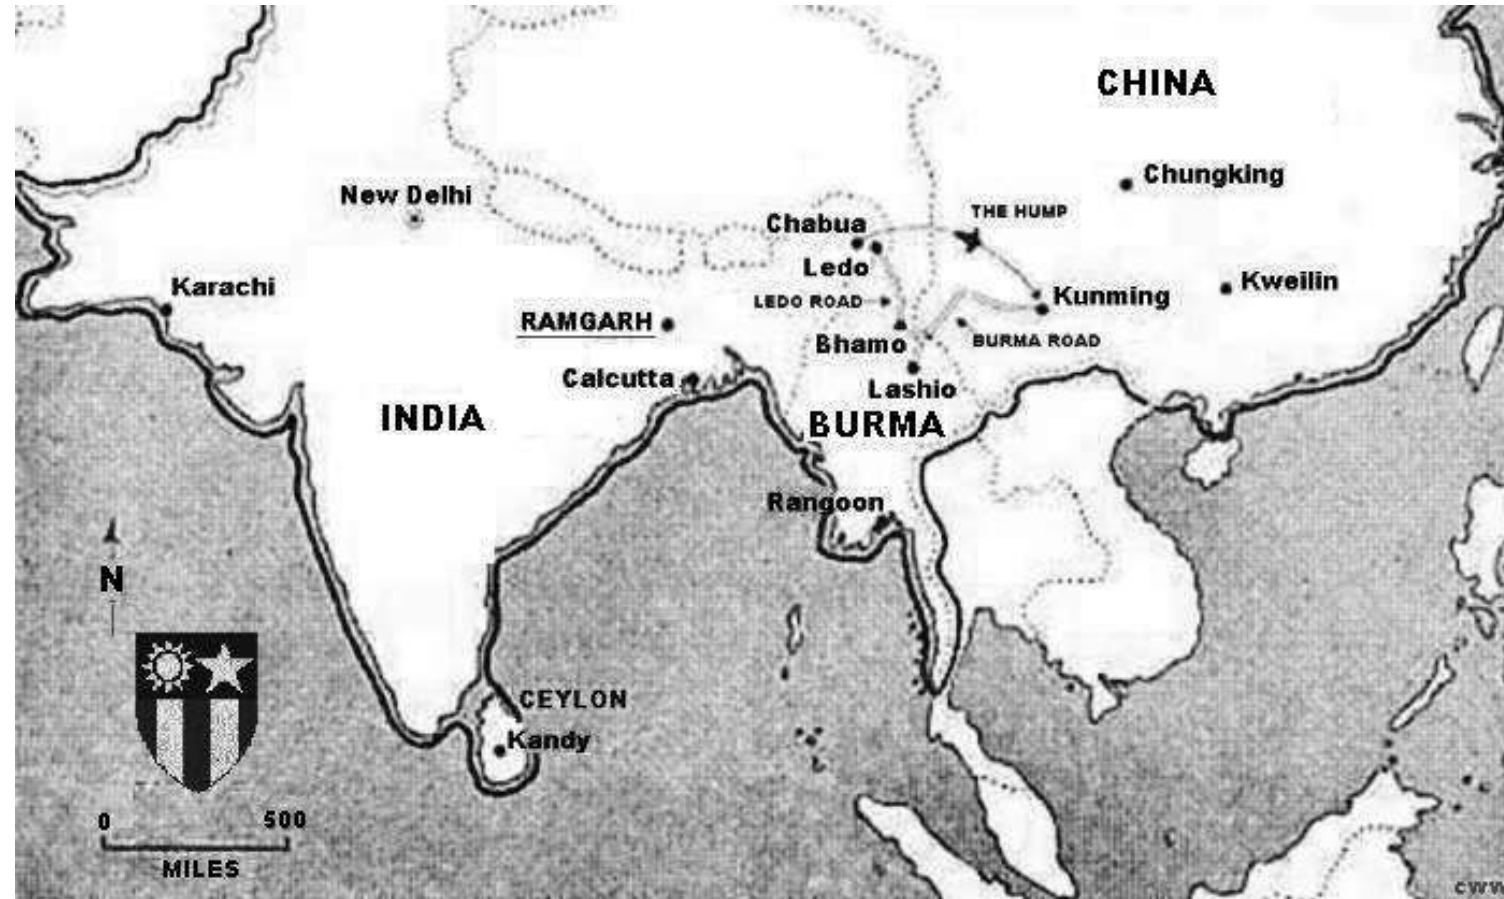 CHINA
Chungking
New Delhi
THE HUMP
Chabua
Ledo
Karachi
Kweilin
Kunming
LEDO ROAD
RAMGARH
BURMA ROAD
Bhamo
Calcutta
Lashio
INDIA
BURMA
Rangoon
N
CEYLON
Kandy
0 500
MILES